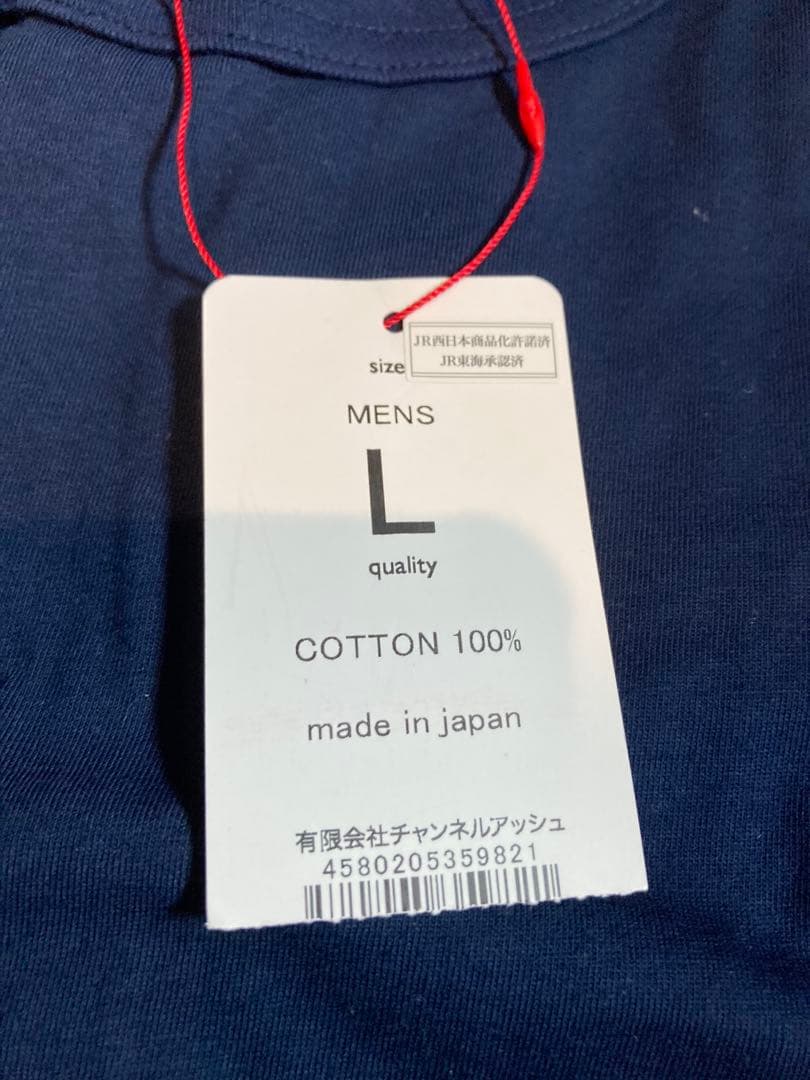 JR西日本商品化許諾済
JR東海承認済
size
MENS
L
quality
COTTON 100%
made in japan
有限会社チャンネルアッシュ
4580205359821